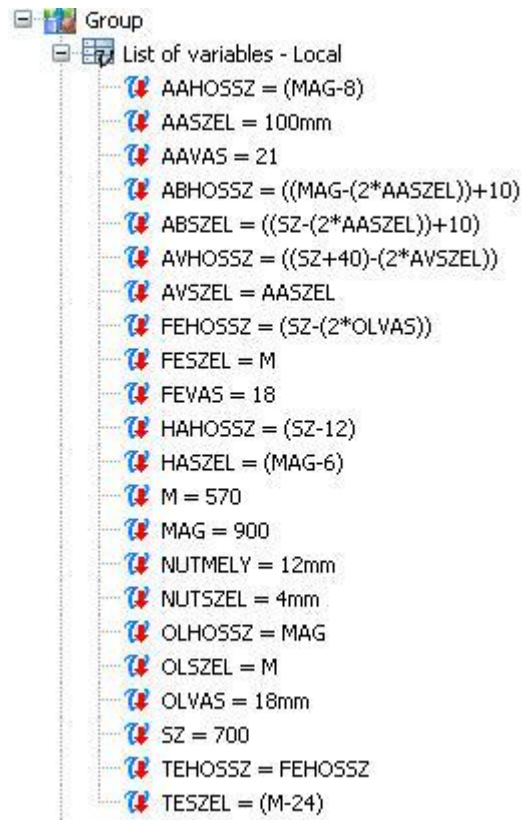 Group
List of variables - Local
AAHOSSZ = (MAG-8)
AASZEL = 100mm
AAVAS = 21
ABHOSSZ = ((MAG-(2*AASZEL))+10)
ABSZEL = ((SZ-(2*AASZEL))+10)
AVHOSSZ = ((SZ+40)-(2*AVSZEL))
AVSZEL = AASZEL
FEHOSSZ = (SZ-(2*OLVAS))
FESZEL = M
FEVAS = 18
HAHOSSZ = (SZ-12)
HASZEL = (MAG-6)
M = 570
MAG = 900
NUTMELY = 12mm
NUTSZEL = 4mm
OLHOSSZ = MAG
OLSZEL = M
OLVAS = 18mm
SZ = 700
TEHOSSZ = FEHOSSZ
TESZEL = (M-24)